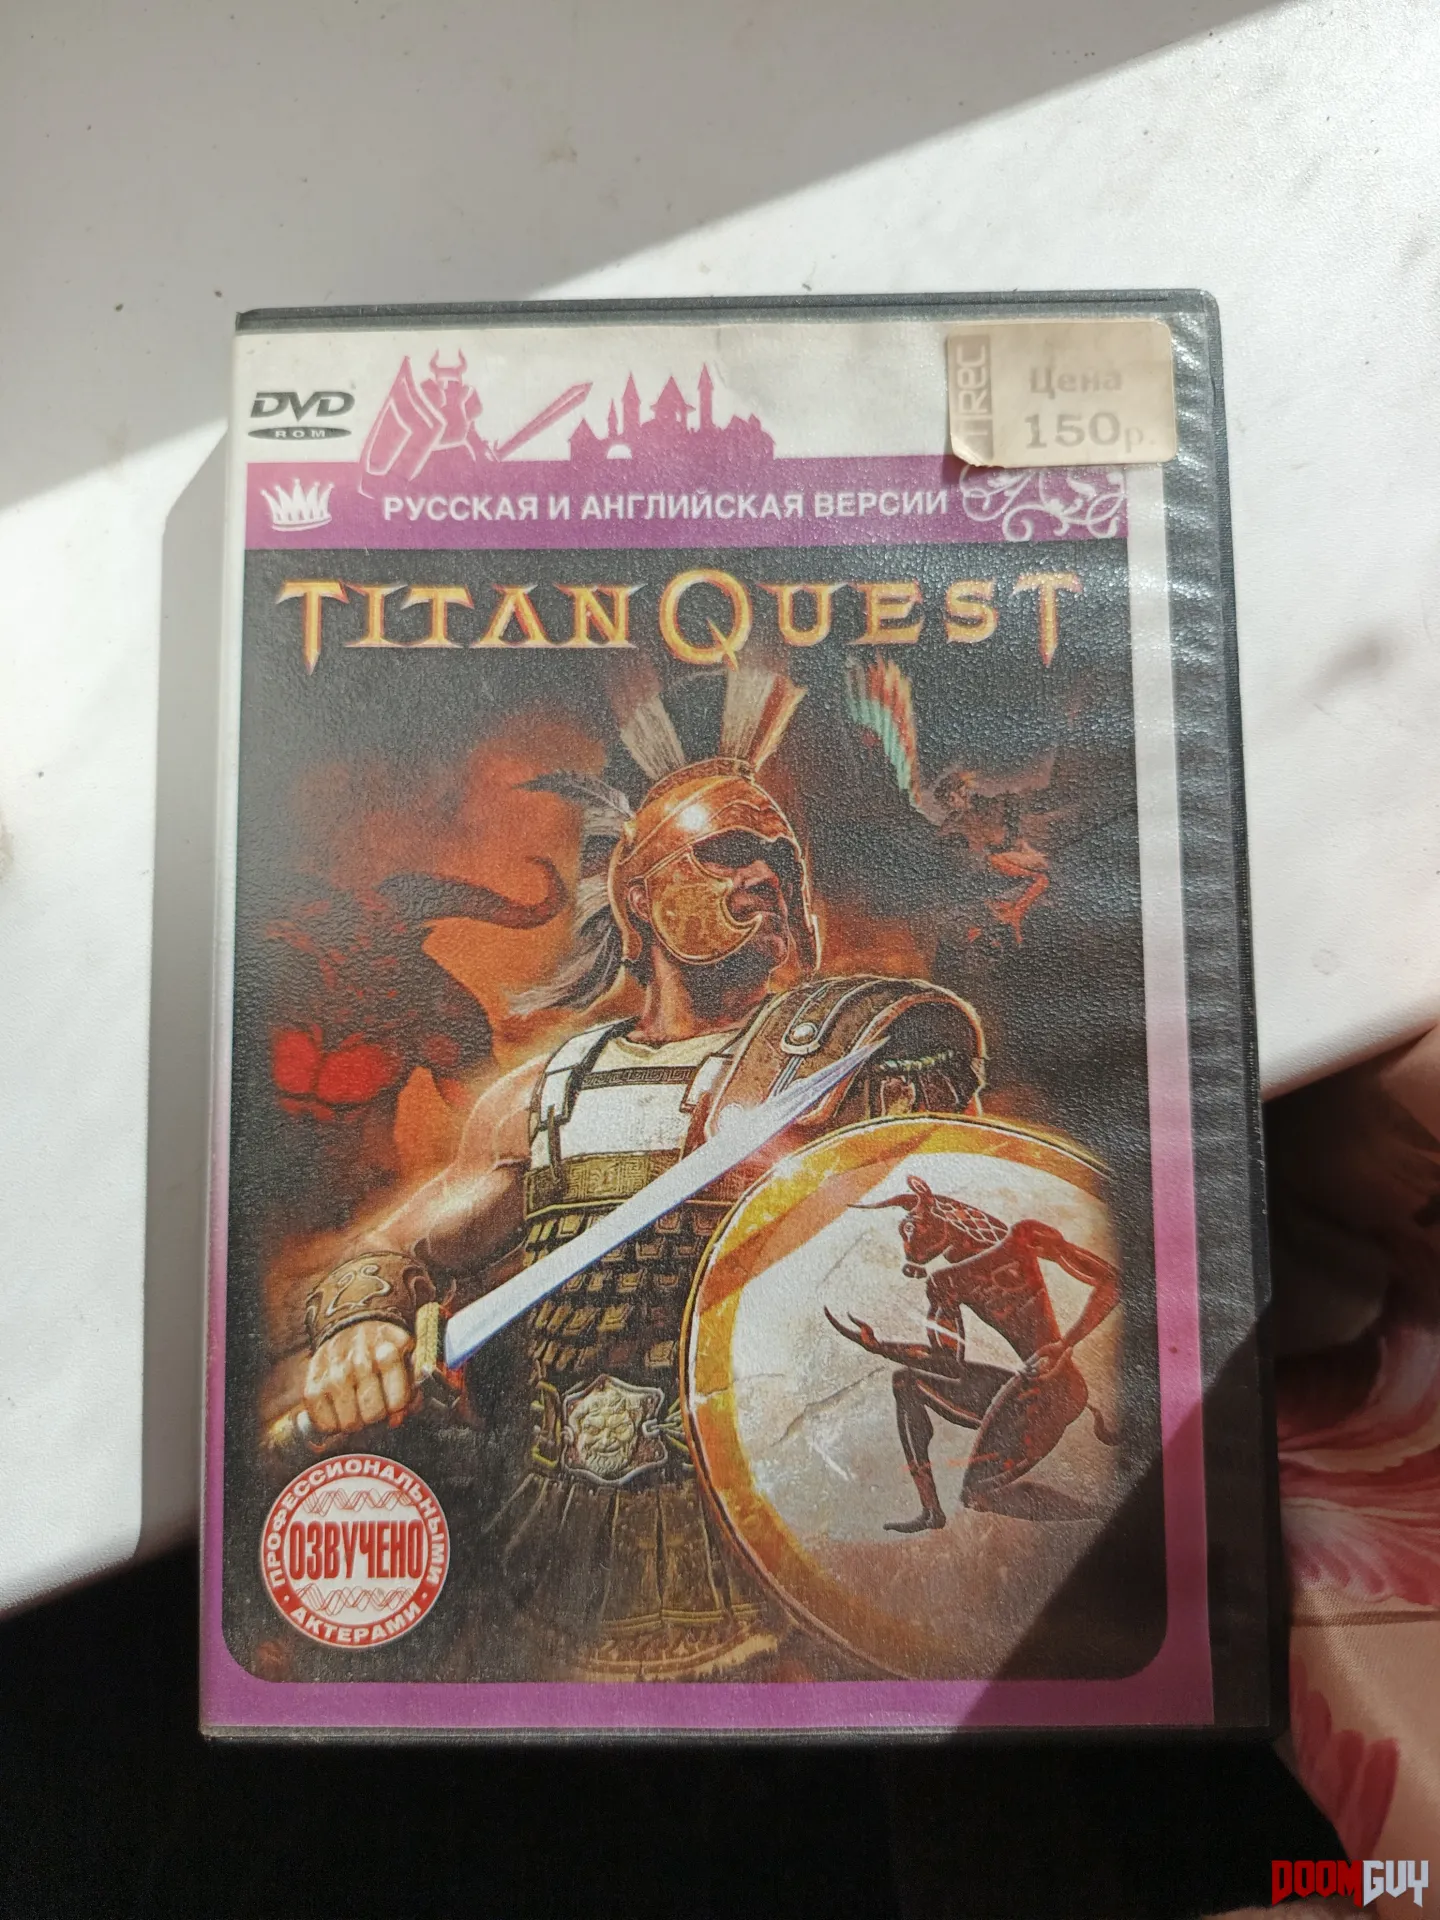 DVD
ROM
Цена
150р.
РУССКАЯ И АНГЛИЙСКАЯ ВЕРСИИ
TITAN QUEST
ПРОФЕССИОНАЛЬНЫМИ
ОЗВУЧЕНО
АКТЕРАМИ
DOOMGUY